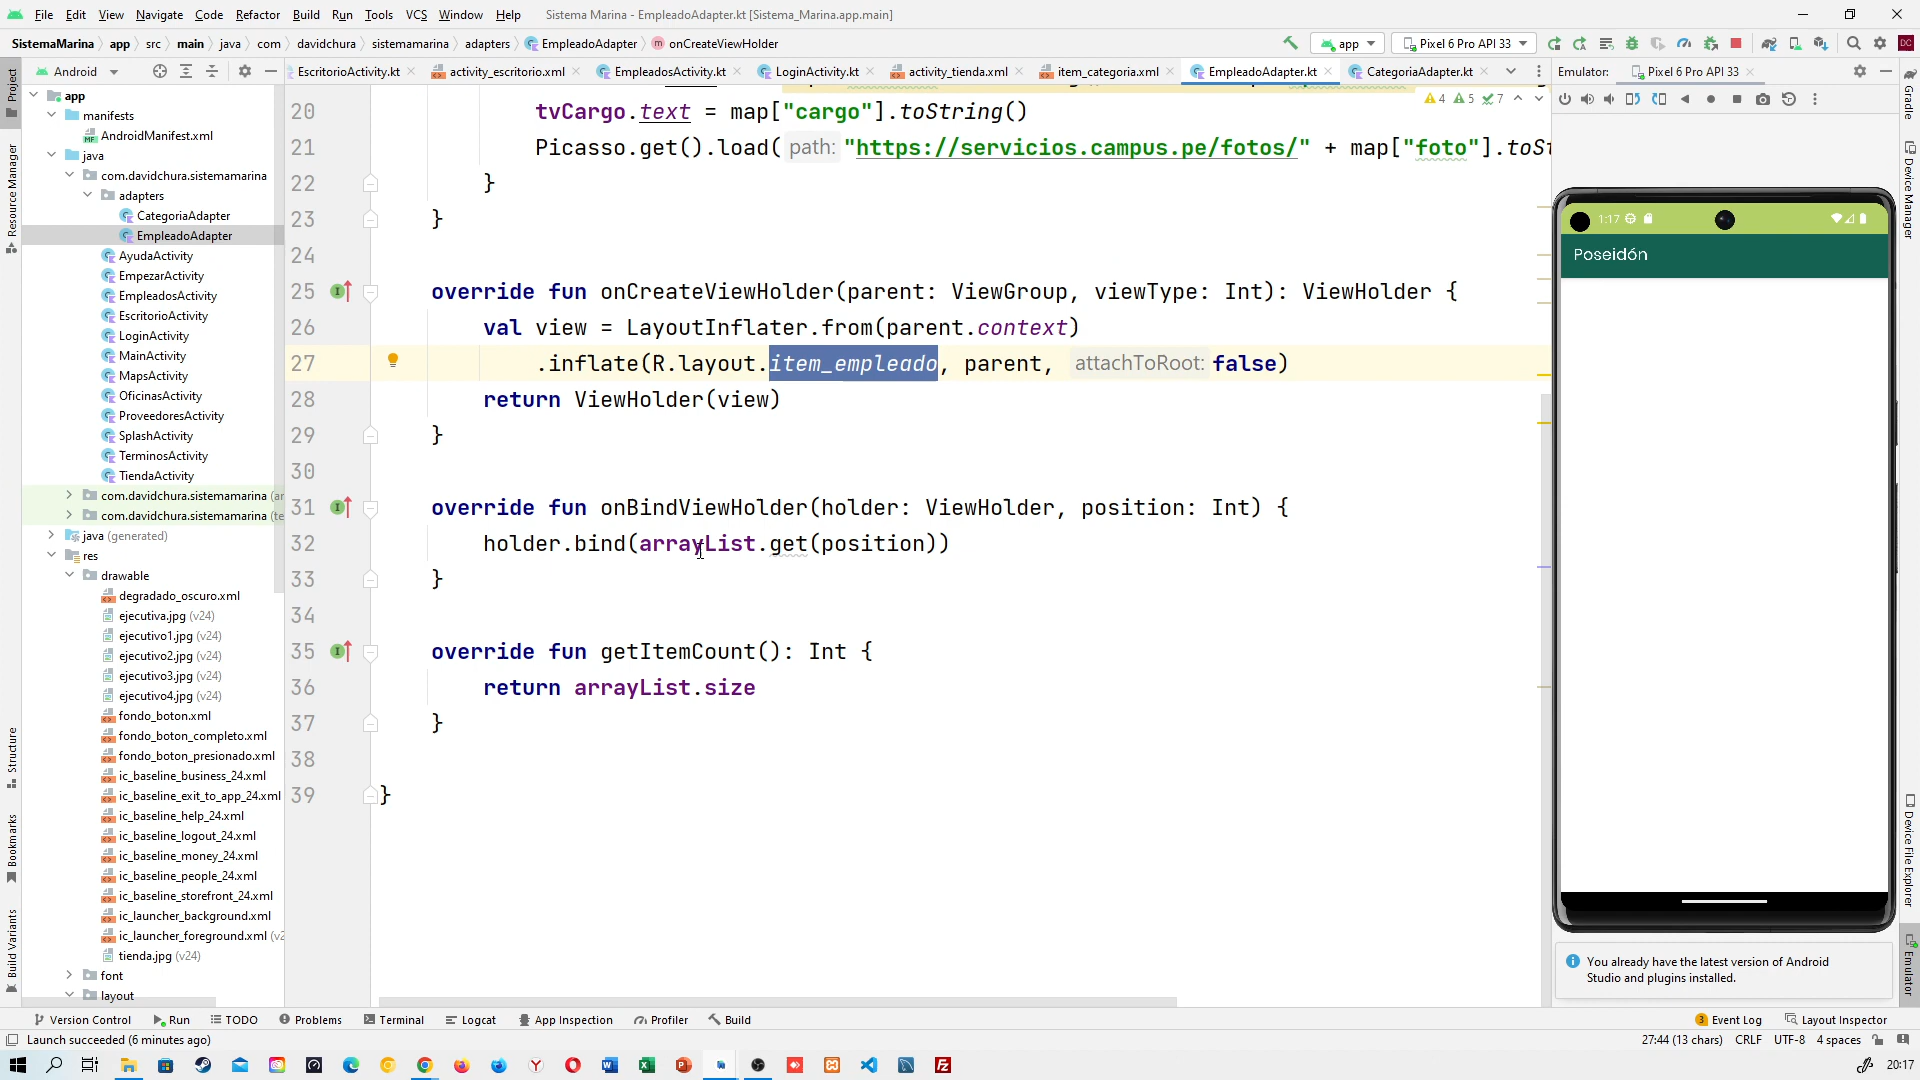 File Edit View Navigate Code Refactor Build Run Tools VCS Window Help Sistema Marina - EmpleadoAdapter.kt [Sistema_Marina.app.main]
SistemaMarina app src main java com davidchura sistemamarina adapters EmpleadoAdapter onCreateViewHolder
app Pixel 6 Pro API 33
DC
Android
EscritorioActivity.kt activity_escritorio.xml EmpleadosActivity.kt LoginActivity.kt activity_tienda.xml item_categoria.xml EmpleadoAdapter.kt CategoriaAdapter.kt
Emulator: Pixel 6 Pro API 33
4 5 7
Project
Resource Manager
Structure
Bookmarks
Build Variants
app
manifests
AndroidManifest.xml
java
com.davidchura.sistemamarina
adapters
CategoriaAdapter
EmpleadoAdapter
AyudaActivity
EmpezarActivity
EmpleadosActivity
EscritorioActivity
LoginActivity
MainActivity
MapsActivity
OficinasActivity
ProveedoresActivity
SplashActivity
TerminosActivity
TiendaActivity
com.davidchura.sistemamarina (ar
com.davidchura.sistemamarina (te
java (generated)
res
drawable
degradado_oscuro.xml
ejecutiva.jpg (v24)
ejecutivo1.jpg (v24)
ejecutivo2.jpg (v24)
ejecutivo3.jpg (v24)
ejecutivo4.jpg (v24)
fondo_boton.xml
fondo_boton_completo.xml
fondo_boton_presionado.xml
ic_baseline_business_24.xml
ic_baseline_exit_to_app_24.xml
ic_baseline_help_24.xml
ic_baseline_logout_24.xml
ic_baseline_money_24.xml
ic_baseline_people_24.xml
ic_baseline_storefront_24.xml
ic_launcher_background.xml
ic_launcher_foreground.xml (v2
tienda.jpg (v24)
font
layout
20 tvCargo.text = map["cargo"].toString()
21 Picasso.get().load( path: "https://servicios.campus.pe/fotos/" + map["foto"].toSt
22 }
23 }
24
25 override fun onCreateViewHolder(parent: ViewGroup, viewType: Int): ViewHolder {
26 val view = LayoutInflater.from(parent.context)
27 .inflate(R.layout.item_empleado, parent, attachToRoot: false)
28 return ViewHolder(view)
29 }
30
31 override fun onBindViewHolder(holder: ViewHolder, position: Int) {
32 holder.bind(arrayList.get(position))
33 }
34
35 override fun getItemCount(): Int {
36 return arrayList.size
37 }
38
39 }
1:17
Poseidón
You already have the latest version of Android
Studio and plugins installed.
Gradle
Device Manager
Device File Explorer
Emulator
Version Control Run TODO Problems Terminal Logcat App Inspection Profiler Build 3 Event Log Layout Inspector
Launch succeeded (6 minutes ago) 27:44 (13 chars) CRLF UTF-8 4 spaces
20:17